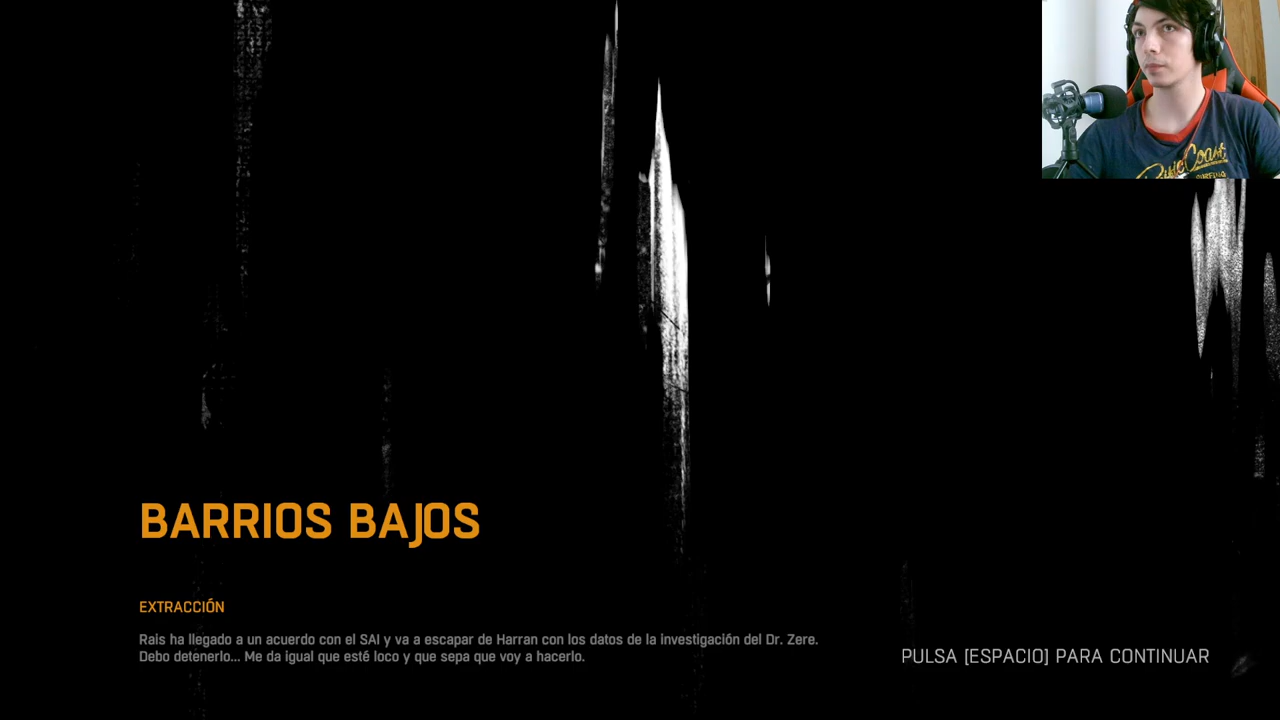 Pacific Coast
BARRIOS BAJOS
EXTRACCIÓN
Rais ha llegado a un acuerdo con el SAI y va a escapar de Harran con los datos de la investigación del Dr. Zere.
Debo detenerlo... Me da igual que esté loco y que sepa que voy a hacerlo.
PULSA [ESPACIO] PARA CONTINUAR